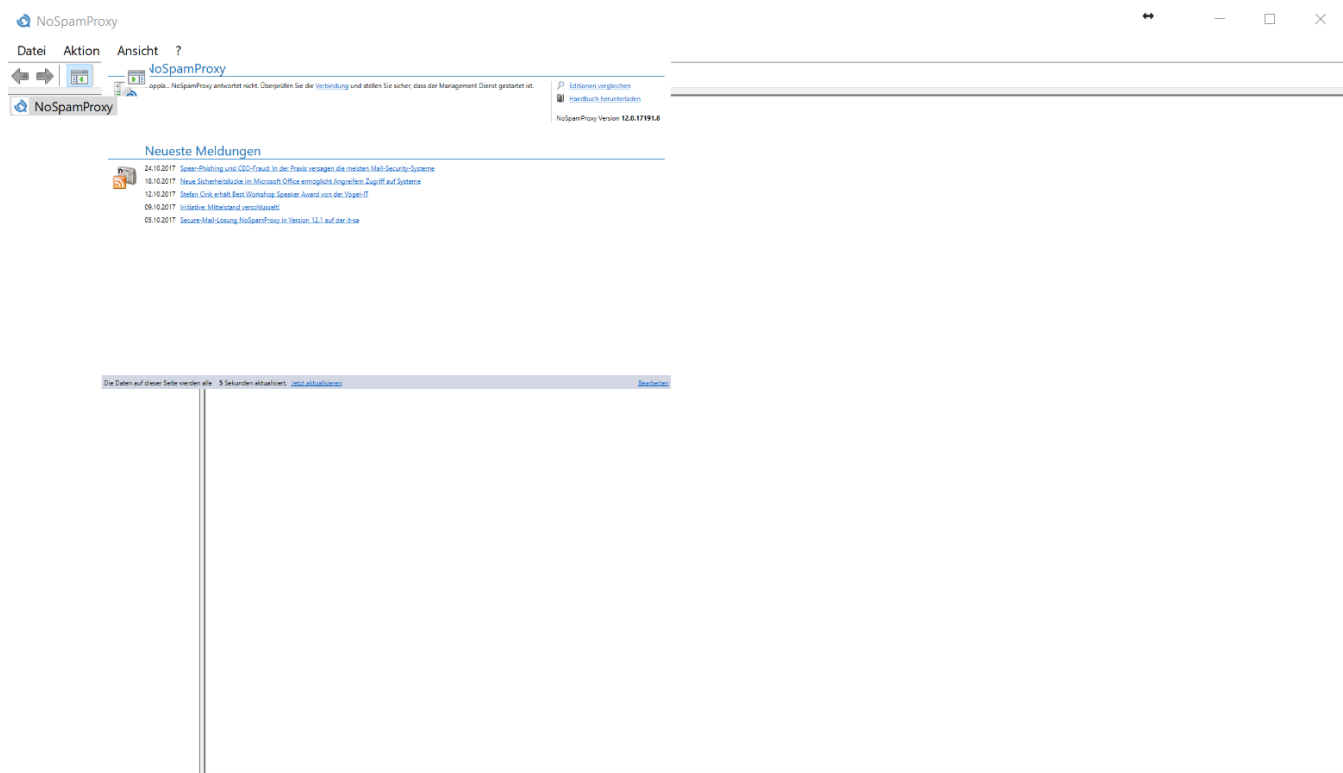 NoSpamProxy
Datei Aktion Ansicht ?
NoSpamProxy
NoSpamProxy antwortet nicht. Überprüfen Sie die Verbindung und stellen Sie sicher, dass der Management Dienst gestartet ist.
Editionen vergleichen
Handbuch herunterladen
NoSpamProxy Version 12.0.17191.8
NoSpamProxy
Neueste Meldungen
24.10.2017 Spear-Phishing und CEO-Fraud: In der Praxis versagen die meisten Mail-Security-Systeme
18.10.2017 Neue Sicherheitslücke im Microsoft Office ermöglicht Angreifern Zugriff auf Systeme
12.10.2017 Stefan Cink erhält Best Workshop Speaker Award von der Vogel-IT
09.10.2017 Initiative: Mittelstand verschlüsselt!
05.10.2017 Secure-Mail-Lösung NoSpamProxy in Version 12.1 auf der it-sa
Die Daten auf dieser Seite werden alle 5 Sekunden aktualisiert. Jetzt aktualisieren
Bearbeiten